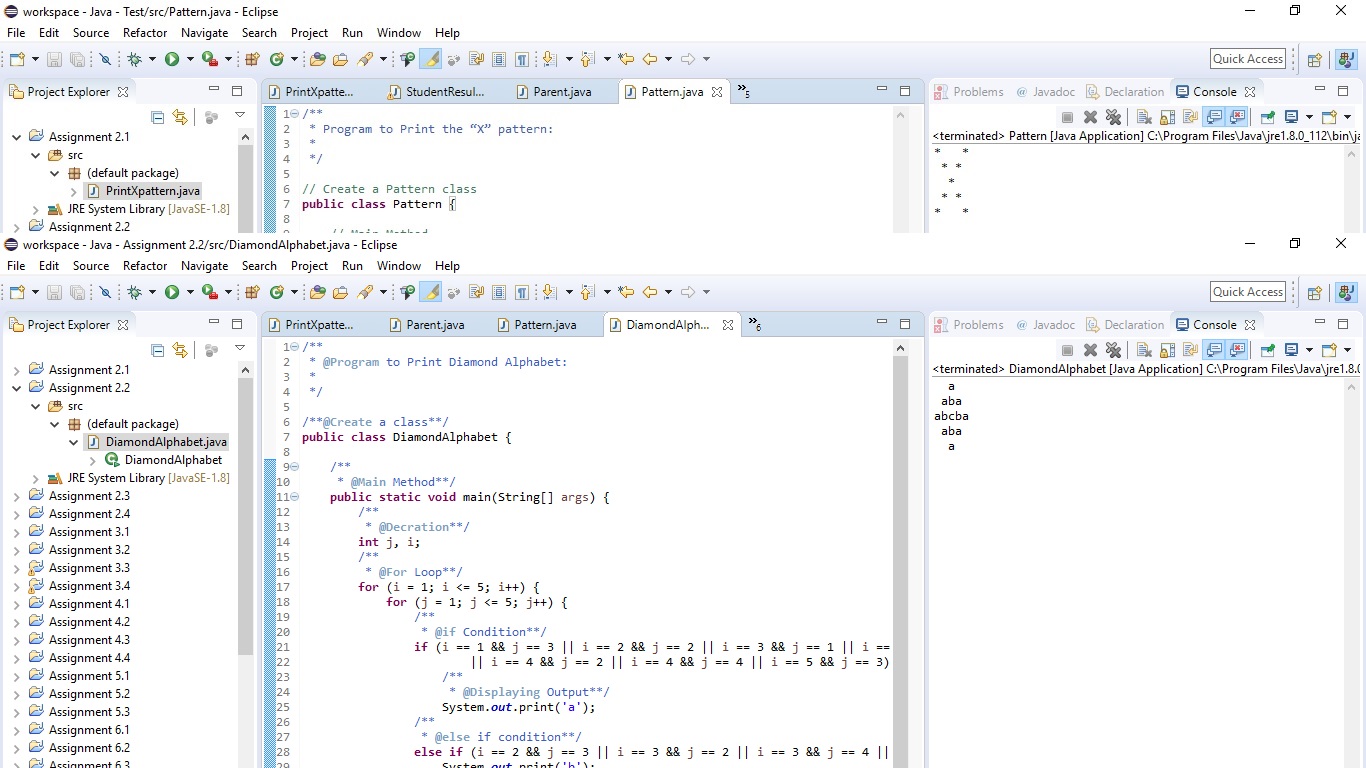 workspace - Java - Test/src/Pattern.java - Eclipse
File Edit Source Refactor Navigate Search Project Run Window Help
Quick Access
Project Explorer
Assignment 2.1
src
(default package)
PrintXpattern.java
JRE System Library [JavaSE-1.8]
Assignment 2.2
PrintXpatte... StudentResul... Parent.java Pattern.java »5
1 /**
2 * Program to Print the “X” pattern:
3 *
4 */
5
6 // Create a Pattern class
7 public class Pattern {
8
// Main Method
Problems @ Javadoc Declaration Console
<terminated> Pattern [Java Application] C:\Program Files\Java\jre1.8.0_112\bin\ja
*   *
 * *
  *
 * *
*   *
workspace - Java - Assignment 2.2/src/DiamondAlphabet.java - Eclipse
File Edit Source Refactor Navigate Search Project Run Window Help
Quick Access
Project Explorer
Assignment 2.1
Assignment 2.2
src
(default package)
DiamondAlphabet.java
DiamondAlphabet
JRE System Library [JavaSE-1.8]
Assignment 2.3
Assignment 2.4
Assignment 3.1
Assignment 3.2
Assignment 3.3
Assignment 3.4
Assignment 4.1
Assignment 4.2
Assignment 4.3
Assignment 4.4
Assignment 5.1
Assignment 5.2
Assignment 5.3
Assignment 6.1
Assignment 6.2
Assignment 6.3
PrintXpatte... Parent.java Pattern.java DiamondAlph... »6
1 /**
2 * @Program to Print Diamond Alphabet:
3 *
4 */
5
6 /**@Create a class**/
7 public class DiamondAlphabet {
8
9 /**
10 * @Main Method**/
11 public static void main(String[] args) {
12 /**
13 * @Decration**/
14 int j, i;
15 /**
16 * @For Loop**/
17 for (i = 1; i <= 5; i++) {
18 for (j = 1; j <= 5; j++) {
19 /**
20 * @if Condition**/
21 if (i == 1 && j == 3 || i == 2 && j == 2 || i == 3 && j == 1 || i ==
22 || i == 4 && j == 2 || i == 4 && j == 4 || i == 5 && j == 3)
23 /**
24 * @Displaying Output**/
25 System.out.print('a');
26 /**
27 * @else if condition**/
28 else if (i == 2 && j == 3 || i == 3 && j == 2 || i == 3 && j == 4 ||
29 System.out.print('b');
Problems @ Javadoc Declaration Console
<terminated> DiamondAlphabet [Java Application] C:\Program Files\Java\jre1.8.0
  a
 aba
abcba
 aba
  a